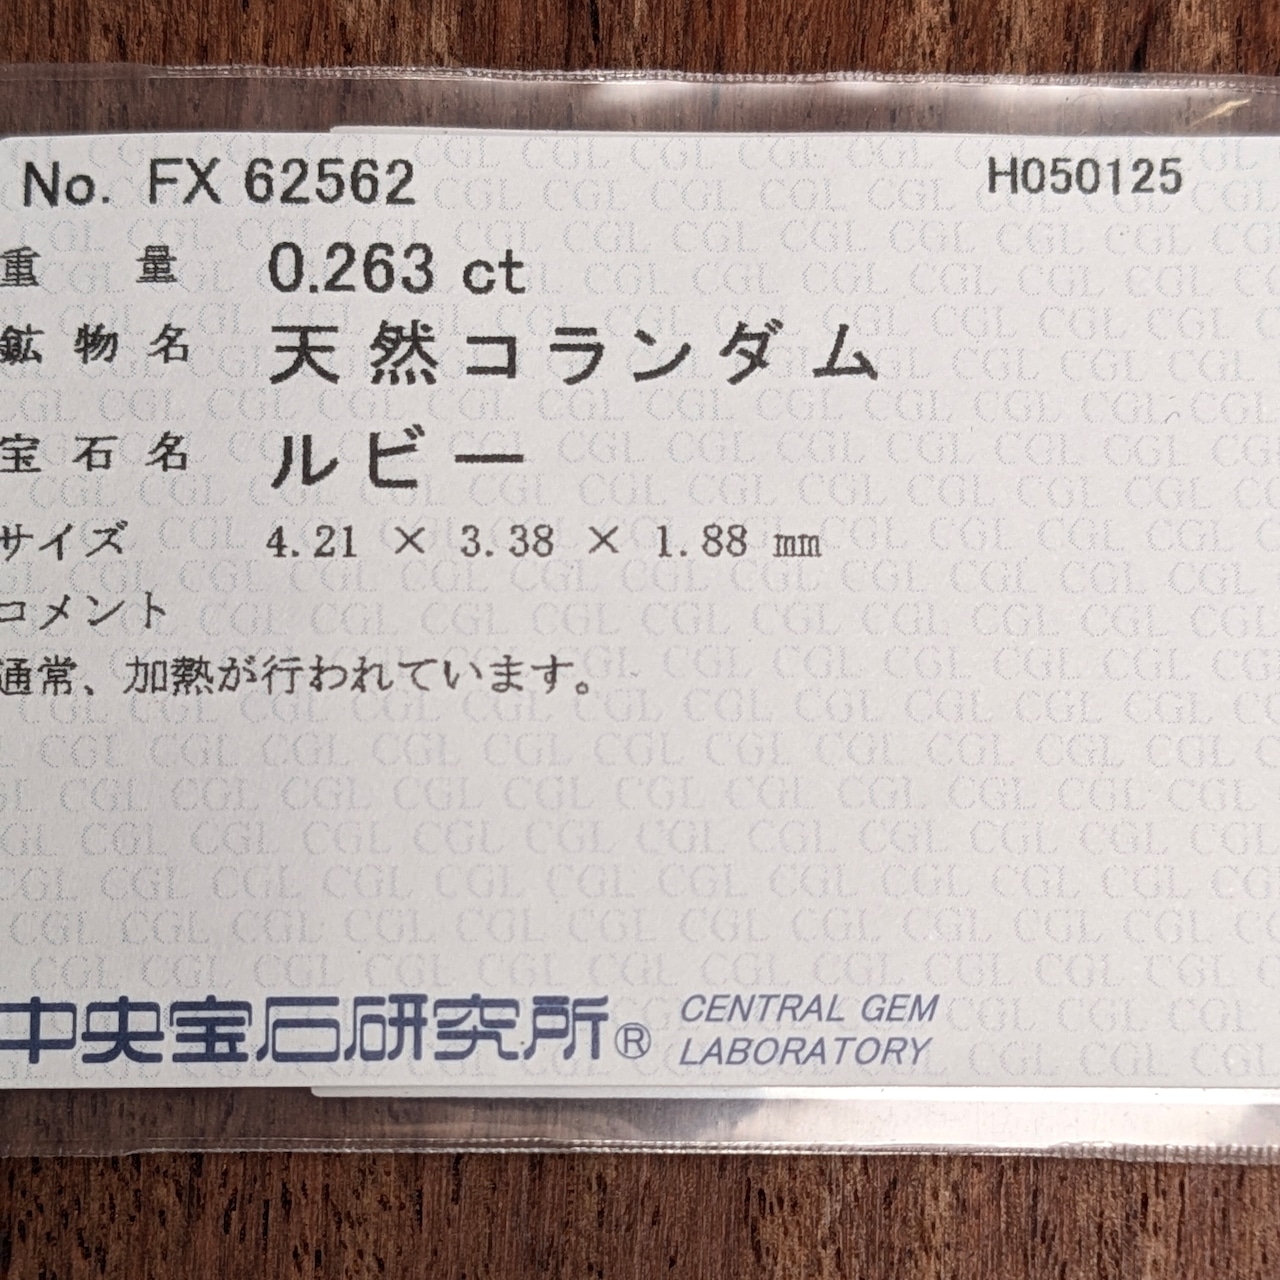 No. FX 62562 H050125
重量 0.263 ct
鉱物名 天然コランダム
宝石名 ルビー
サイズ 4.21 × 3.38 × 1.88 mm
コメント
通常、加熱が行われています。
中央宝石研究所® CENTRAL GEM
LABORATORY